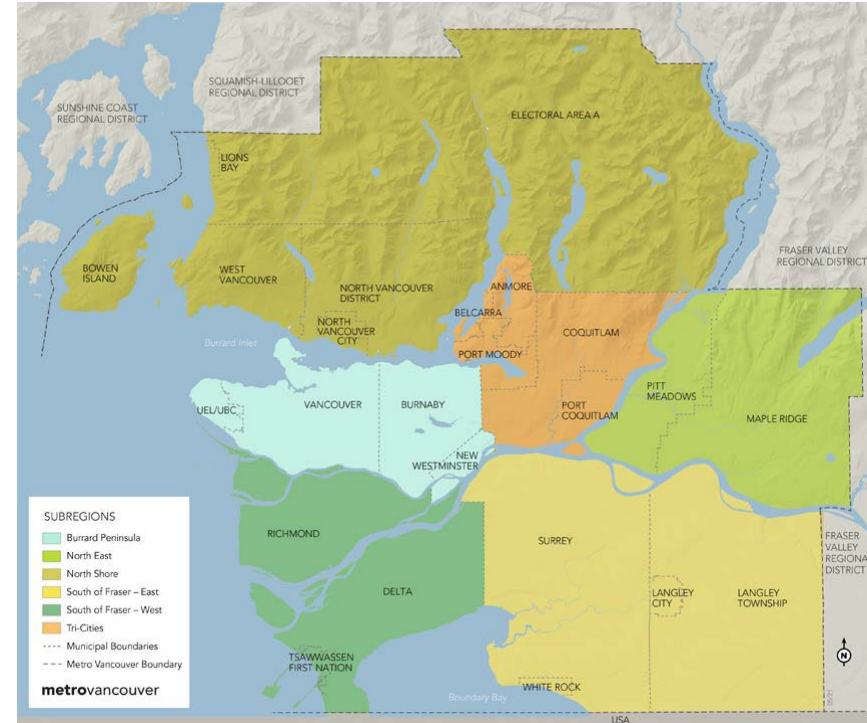 SQUAMISH-LILLOOET
REGIONAL DISTRICT
SUNSHINE COAST
REGIONAL DISTRICT
ELECTORAL AREA A
LIONS
BAY
FRASER VALLEY
REGIONAL DISTRICT
BOWEN
ISLAND
WEST
VANCOUVER
NORTH VANCOUVER
DISTRICT
ANMORE
BELCARRA
NORTH
VANCOUVER
CITY
COQUITLAM
Burrard Inlet
PORT MOODY
PITT
MEADOWS
UEL/UBC
VANCOUVER
BURNABY
PORT
COQUITLAM
MAPLE RIDGE
NEW
WESTMINSTER
SUBREGIONS
Burrard Peninsula
North East
North Shore
South of Fraser – East
South of Fraser – West
Tri-Cities
Municipal Boundaries
Metro Vancouver Boundary
metrovancouver
RICHMOND
SURREY
FRASER
VALLEY
REGIONAL
DISTRICT
DELTA
LANGLEY
CITY
LANGLEY
TOWNSHIP
TSAWWASSEN
FIRST NATION
N
WHITE ROCK
Boundary Bay
USA